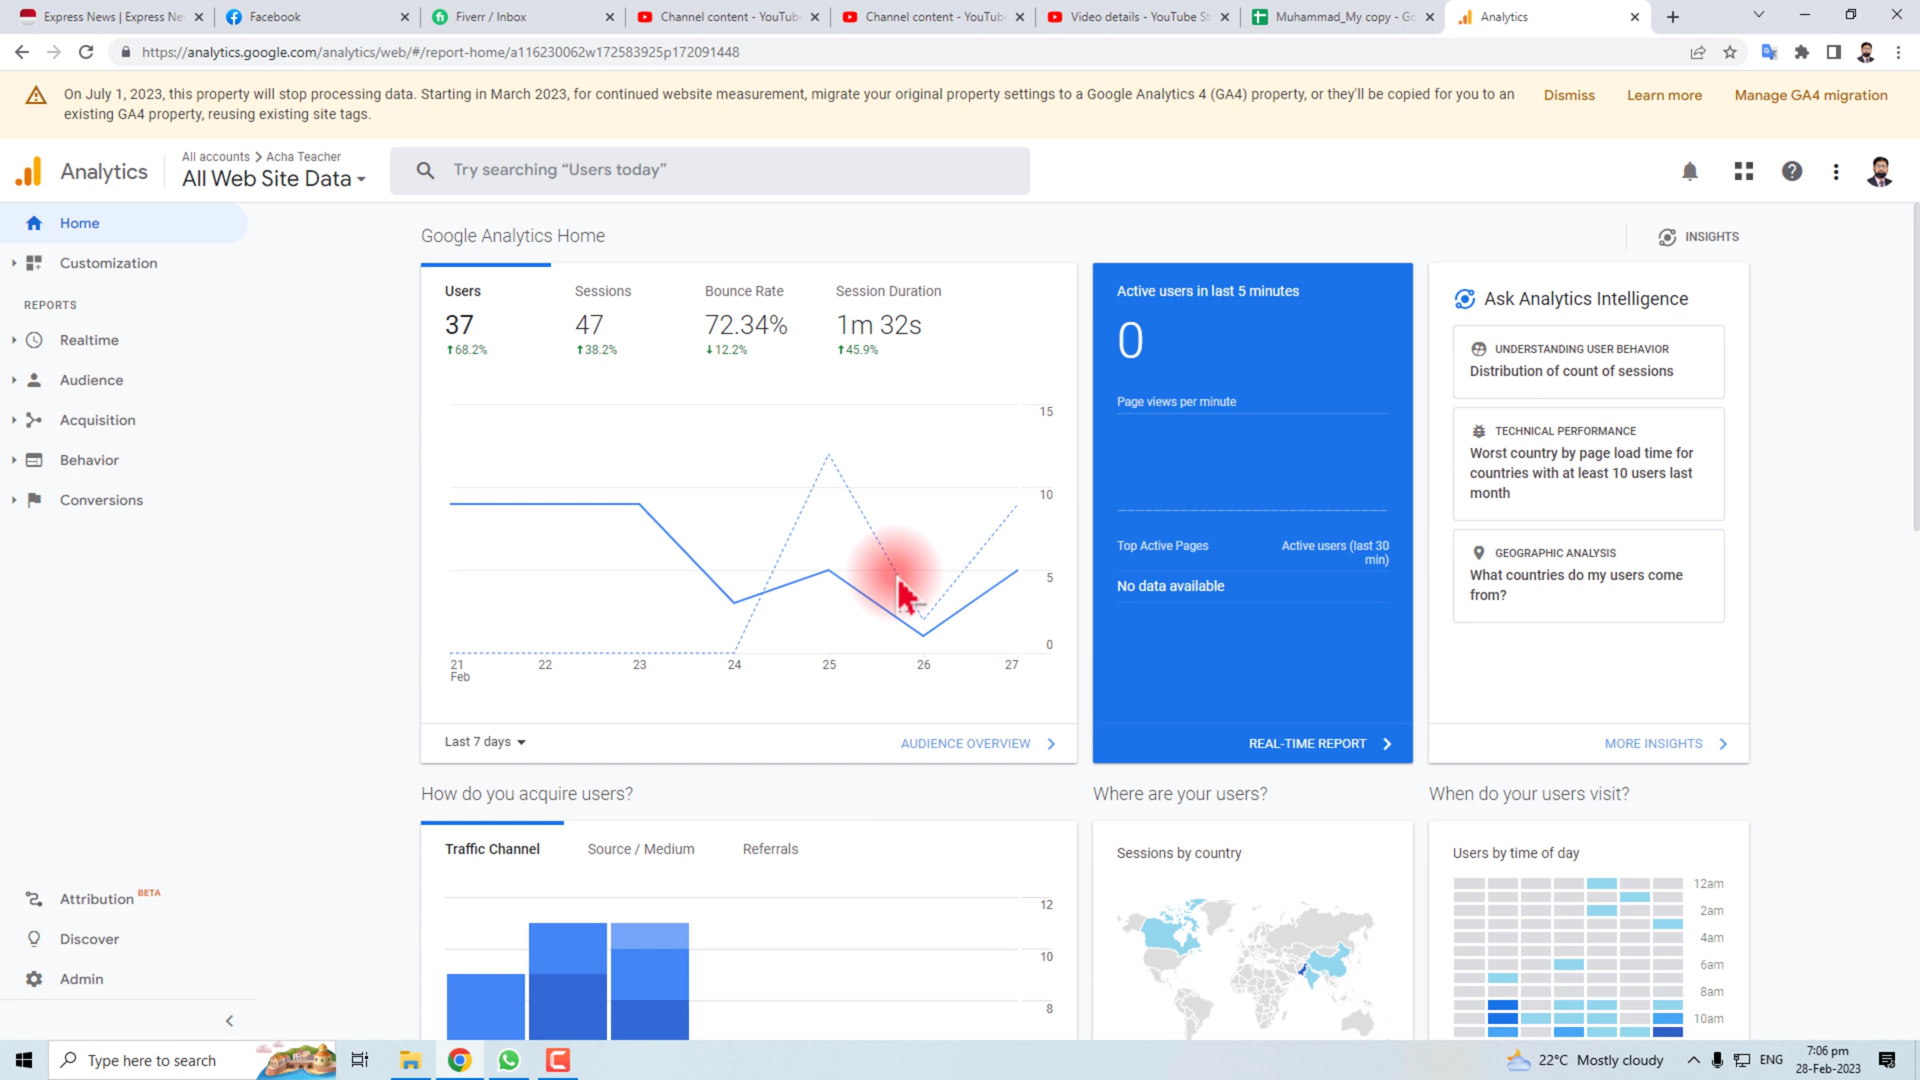 Express News | Express Ne
Facebook
Fiverr / Inbox
Channel content - YouTub
Channel content - YouTub
Video details - YouTube St
Muhammad_My copy - Go
Analytics
https://analytics.google.com/analytics/web/#/report-home/a116230062w172583925p172091448
On July 1, 2023, this property will stop processing data. Starting in March 2023, for continued website measurement, migrate your original property settings to a Google Analytics 4 (GA4) property, or they'll be copied for you to an
existing GA4 property, reusing existing site tags.
Dismiss
Learn more
Manage GA4 migration
Analytics
All accounts > Acha Teacher
All Web Site Data
Try searching “Users today”
Home
Customization
REPORTS
Realtime
Audience
Acquisition
Behavior
Conversions
Attribution BETA
Discover
Admin
Google Analytics Home
INSIGHTS
Users
37
68.2%
Sessions
47
38.2%
Bounce Rate
72.34%
12.2%
Session Duration
1m 32s
45.9%
15
10
5
0
21 22 23 24 25 26 27
Feb
Last 7 days
AUDIENCE OVERVIEW
Active users in last 5 minutes
0
Page views per minute
Top Active Pages
Active users (last 30
min)
No data available
REAL-TIME REPORT
Ask Analytics Intelligence
UNDERSTANDING USER BEHAVIOR
Distribution of count of sessions
TECHNICAL PERFORMANCE
Worst country by page load time for
countries with at least 10 users last
month
GEOGRAPHIC ANALYSIS
What countries do my users come
from?
MORE INSIGHTS
How do you acquire users?
Traffic Channel
Source / Medium
Referrals
12
10
8
Where are your users?
Sessions by country
When do your users visit?
Users by time of day
12am
2am
4am
6am
8am
10am
Type here to search
22°C Mostly cloudy
ENG
7:06 pm
28-Feb-2023